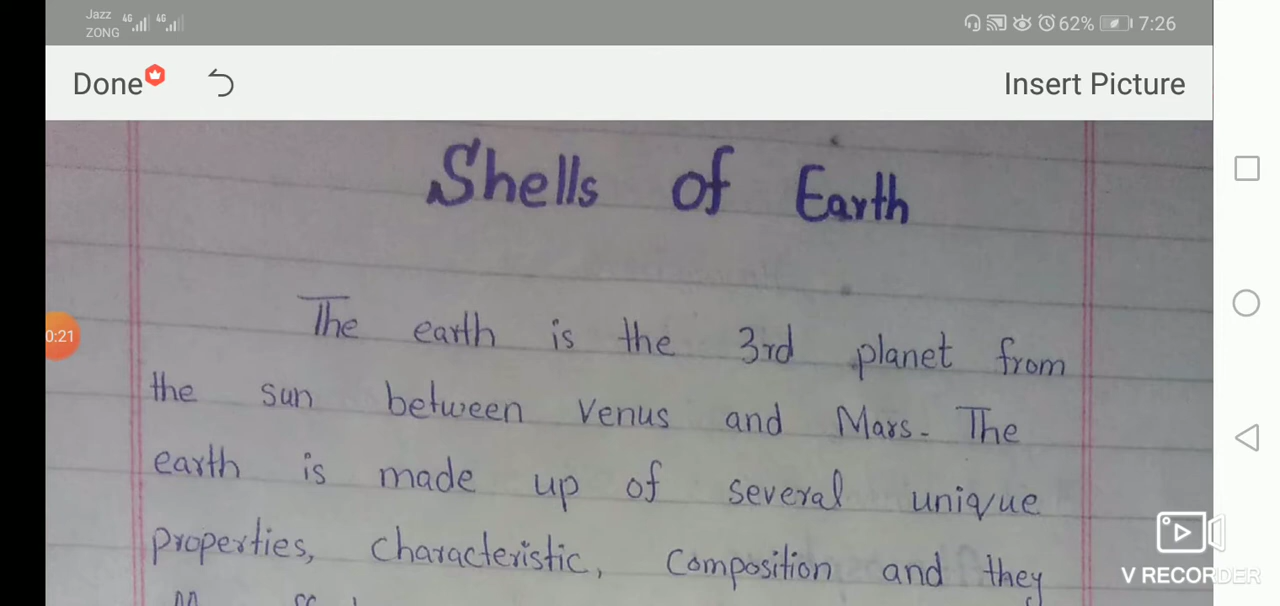 Jazz 4G 4G
ZONG
62% 7:26
Done
Insert Picture
Shells of Earth
0:21
The earth is the 3rd planet from
the sun between Venus and Mars. The
earth is made up of several unique
properties, characteristic, composition and they
V RECORDER